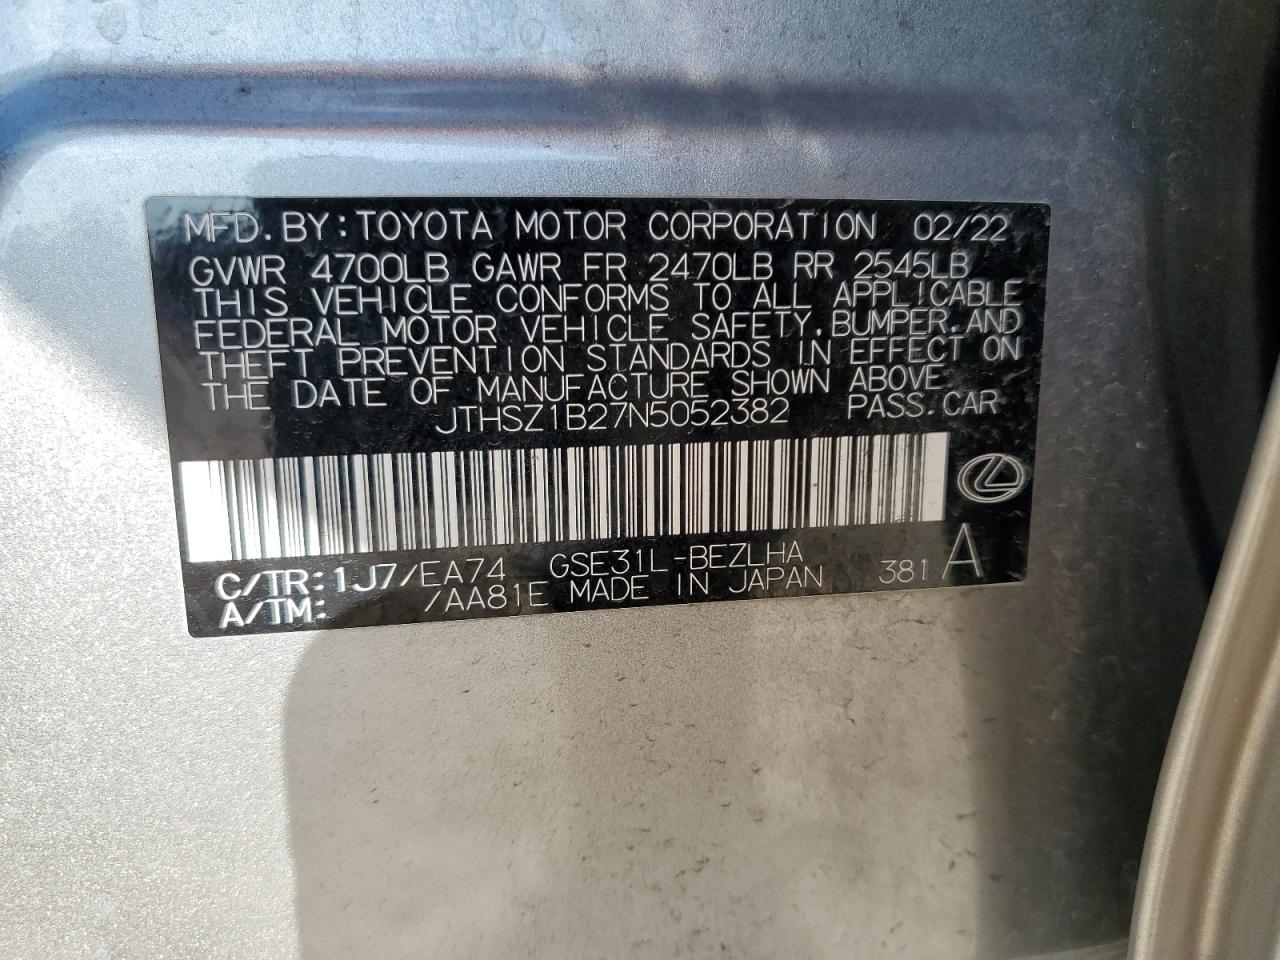 MFD. BY: TOYOTA MOTOR CORPORATION 02/22
GVWR 4700LB GAWR FR 2470LB RR 2545LB
THIS VEHICLE CONFORMS TO ALL APPLICABLE
FEDERAL MOTOR VEHICLE SAFETY, BUMPER, AND
THEFT PREVENTION STANDARDS IN EFFECT ON
THE DATE OF MANUFACTURE SHOWN ABOVE
JTHSZ1B27N5052382 PASS. CAR
C/TR: 1J7/EA74 GSE31L-BEZLHA 381 A
A/TM: /AA81E MADE IN JAPAN